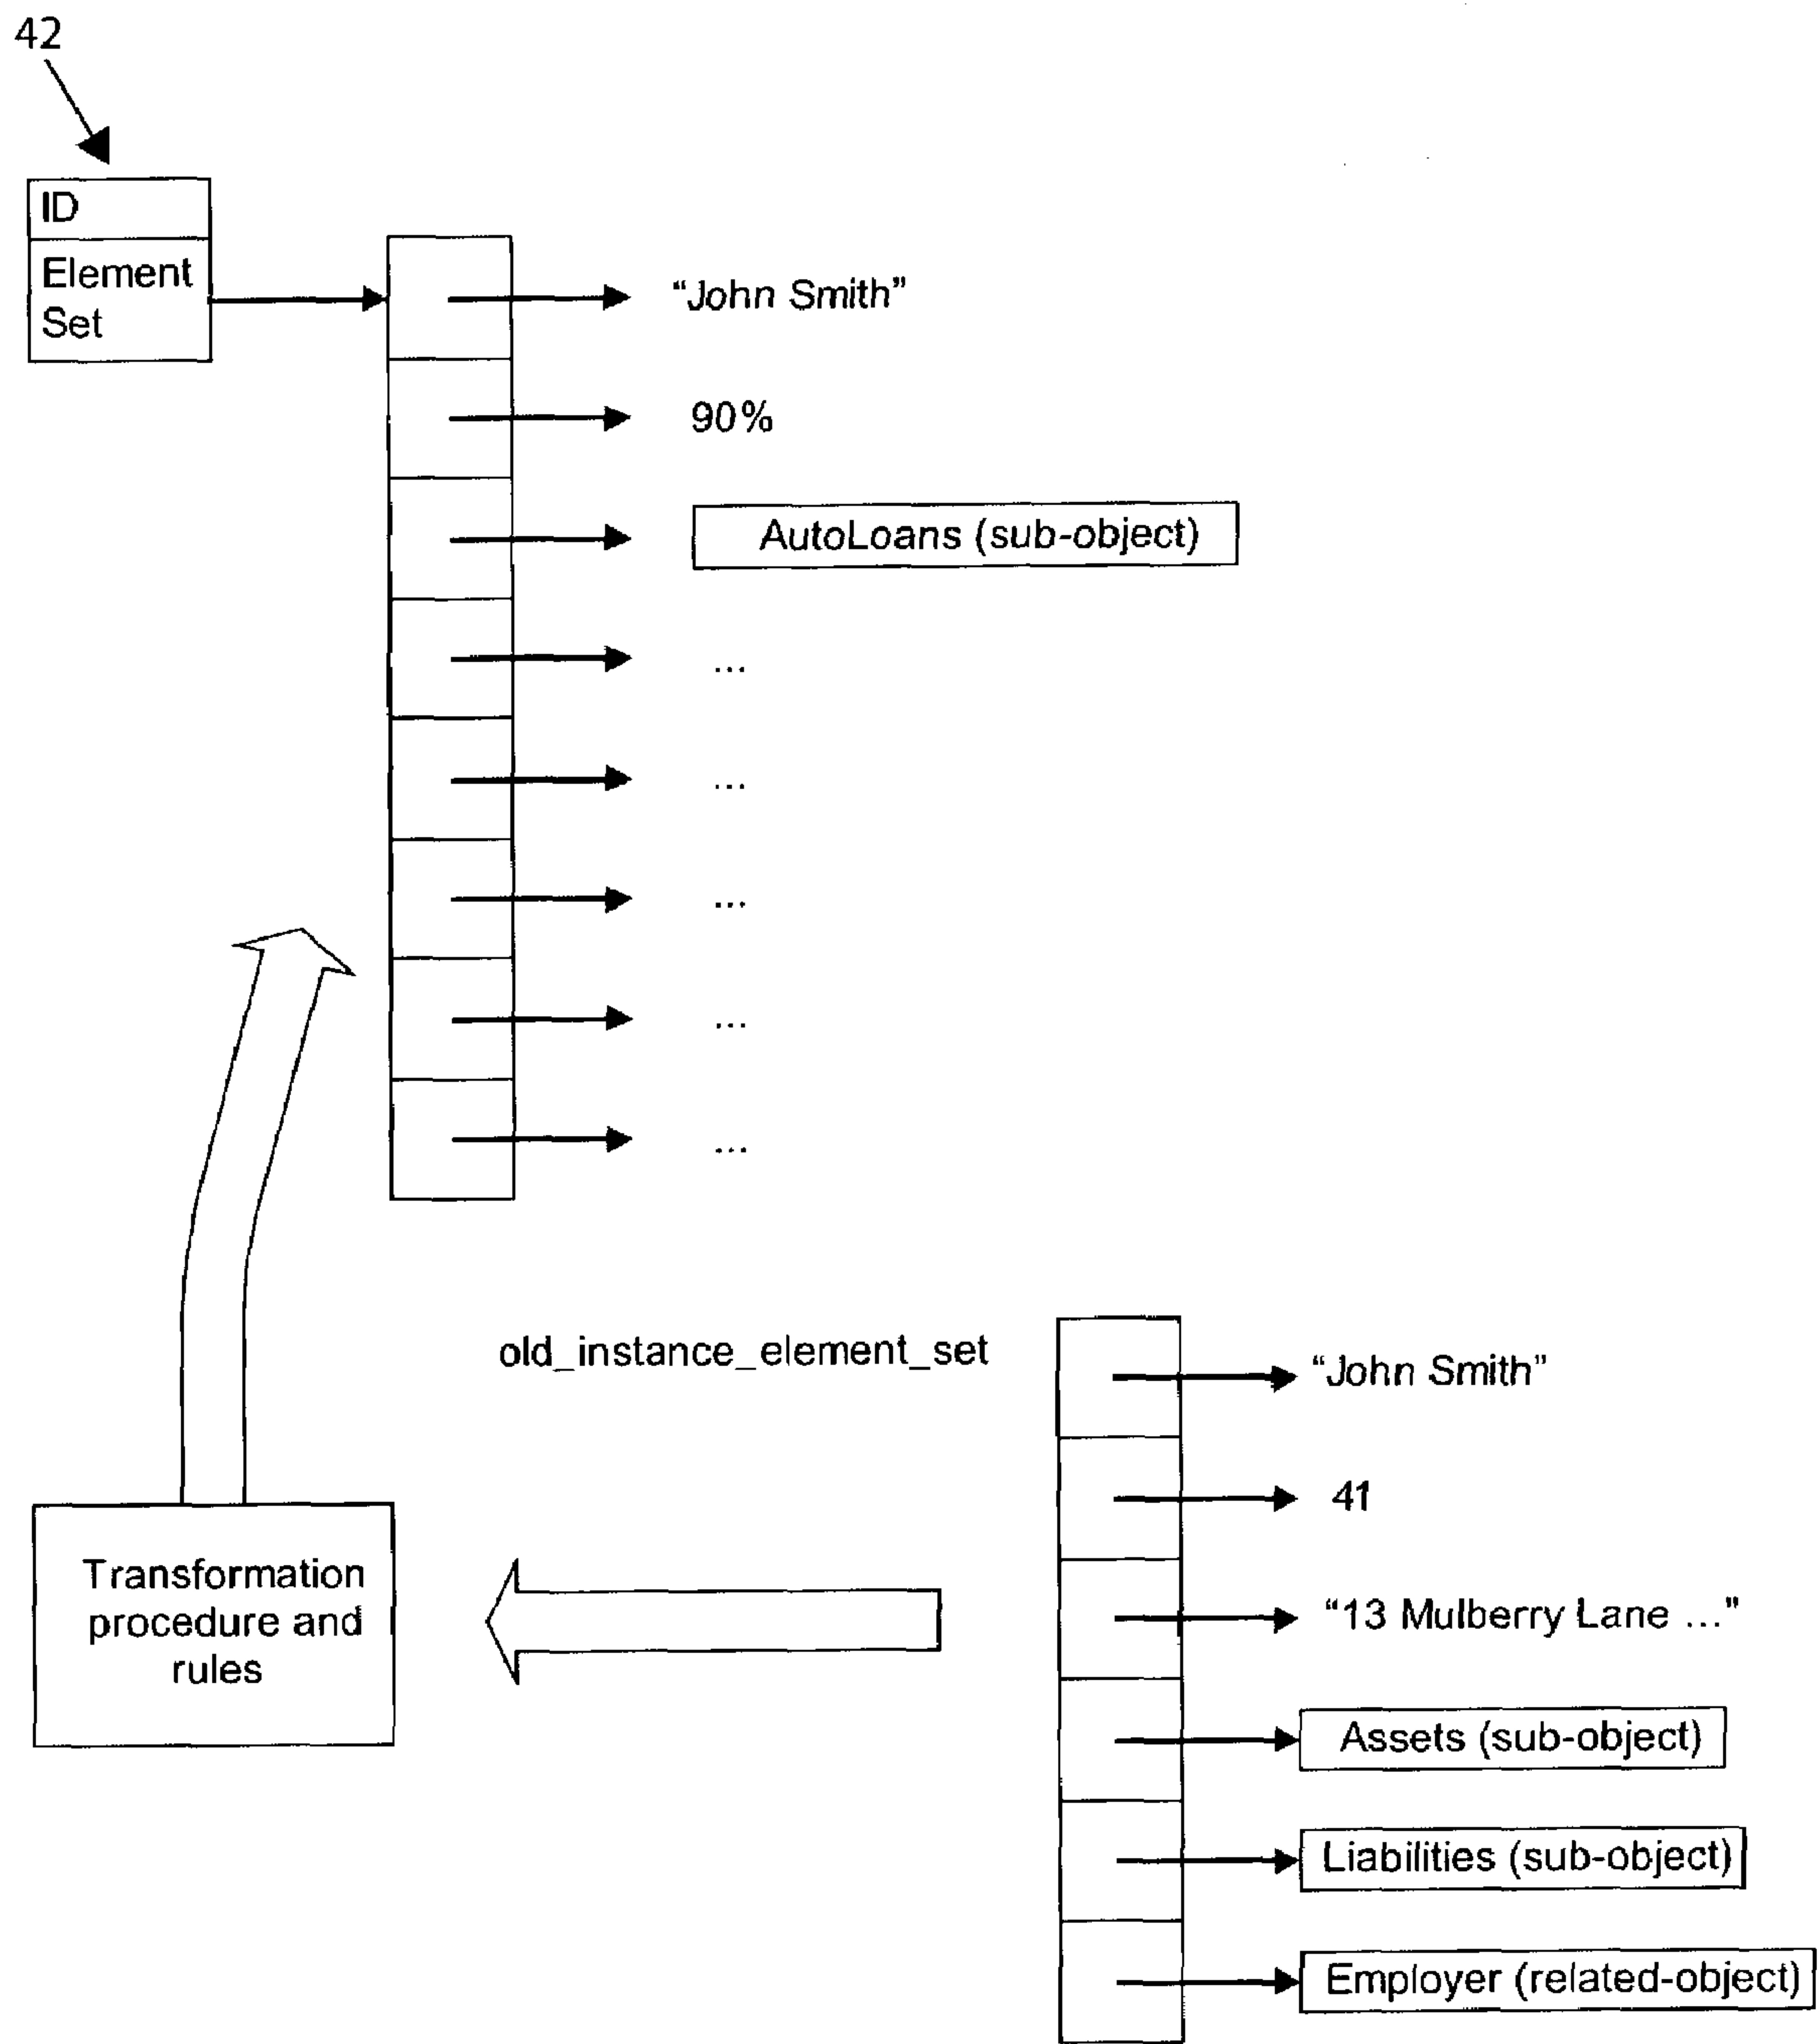 42
ID
Element
Set
“John Smith”
90%
AutoLoans (sub-object)
...
...
...
...
...
old_instance_element_set
“John Smith”
41
“13 Mulberry Lane ...”
Transformation
procedure and
rules
Assets (sub-object)
Liabilities (sub-object)
Employer (related-object)